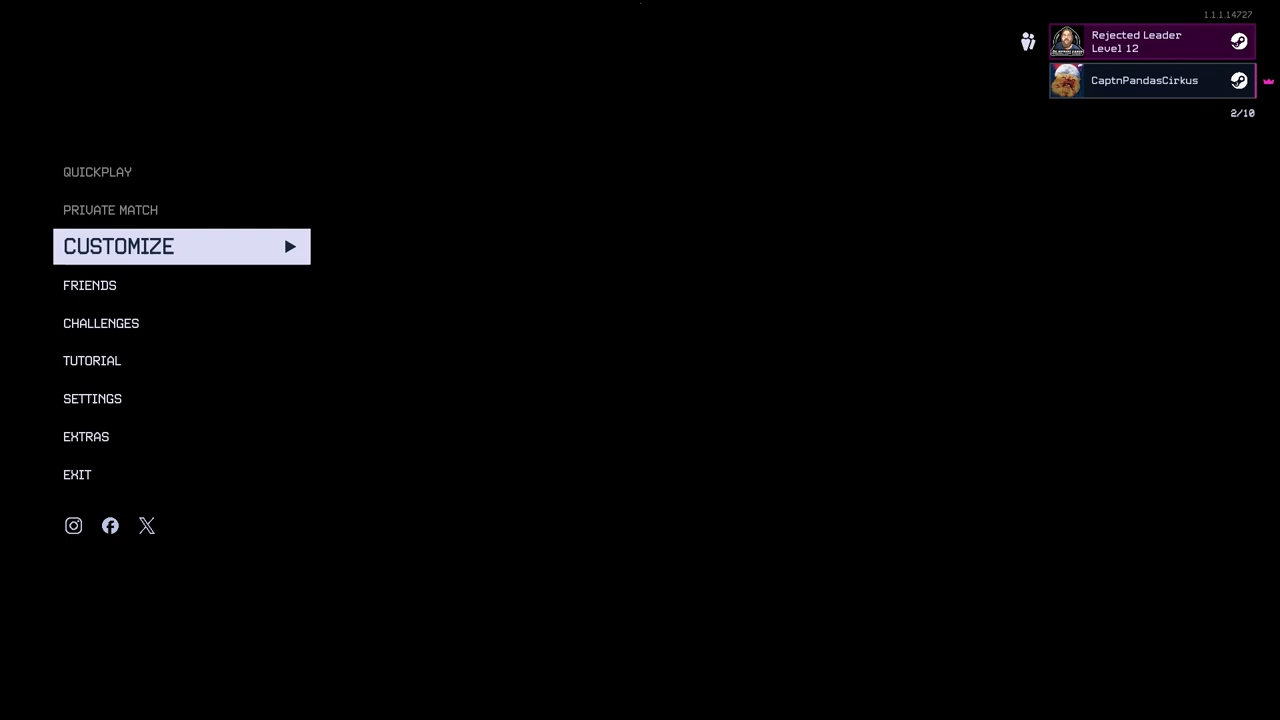 1.1.1.14727
Rejected Leader
Level 12
CaptnPandasCirkus
2/10
QUICKPLAY
PRIVATE MATCH
CUSTOMIZE
FRIENDS
CHALLENGES
TUTORIAL
SETTINGS
EXTRAS
EXIT